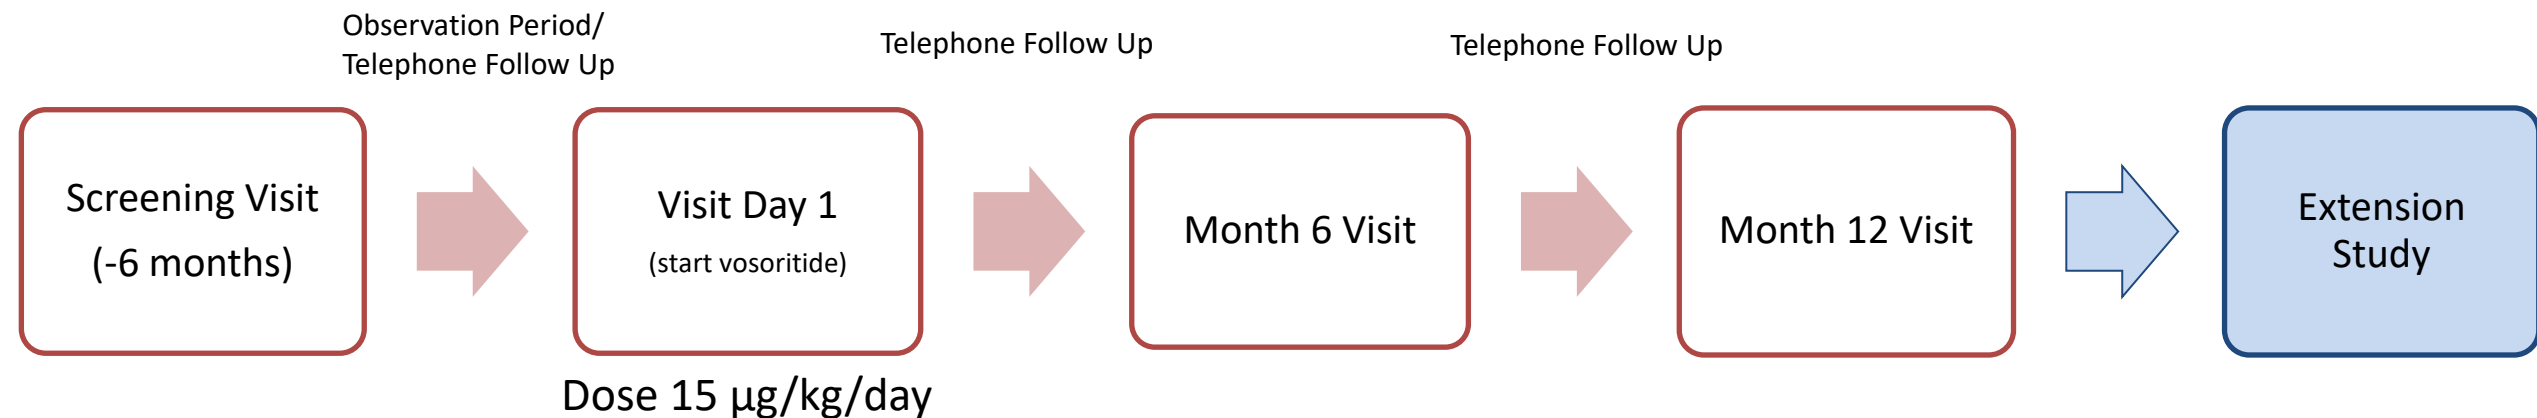 Observation Period/
Telephone Follow Up
Telephone Follow Up
Telephone Follow Up
Screening Visit
(-6 months)
Visit Day 1
(start vosoritide)
Month 6 Visit
Month 12 Visit
Extension
Study
Dose 15 µg/kg/day